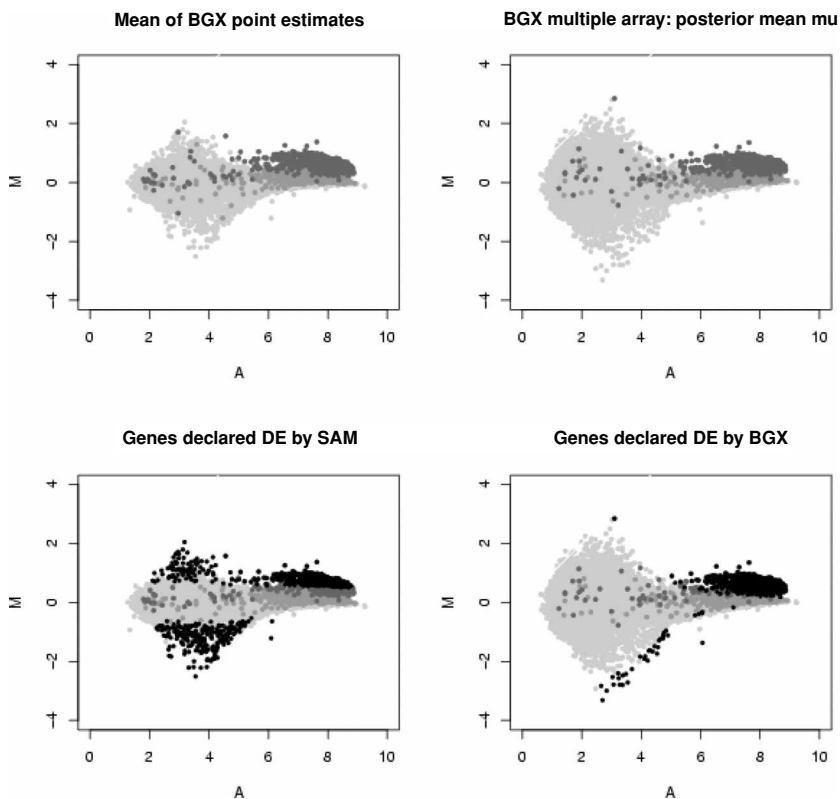 Mean of BGX point estimates
BGX multiple array: posterior mean mu
M
4
2
0
-2
-4
0 2 4 6 8 10
A
M
4
2
0
-2
-4
0 2 4 6 8 10
A
Genes declared DE by SAM
Genes declared DE by BGX
M
4
2
0
-2
-4
0 2 4 6 8 10
A
M
4
2
0
-2
-4
0 2 4 6 8 10
A